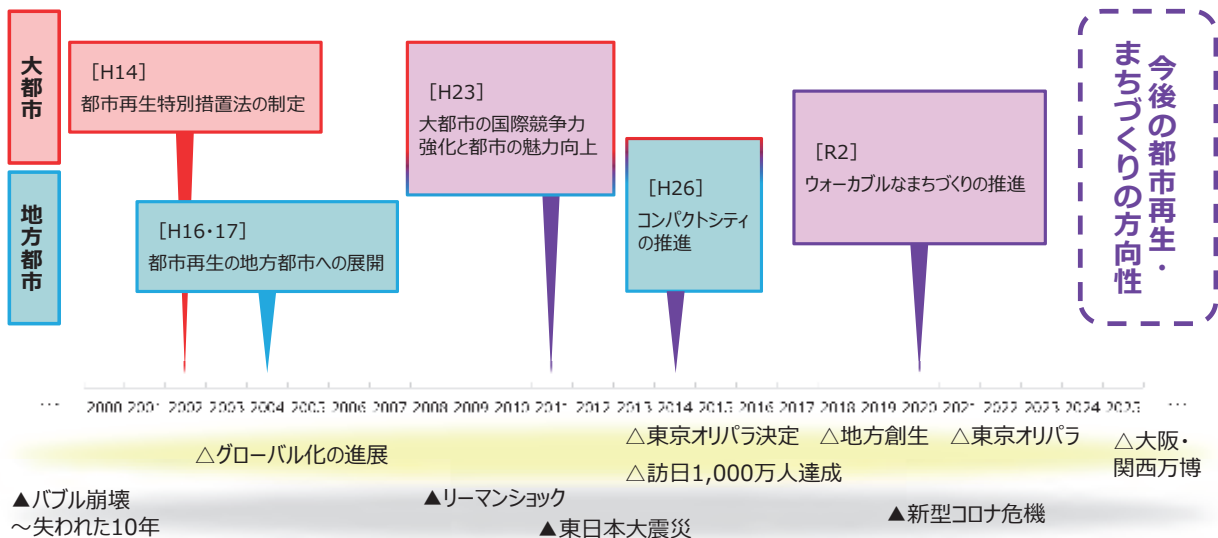 大都市
地方都市
[H14]
都市再生特別措置法の制定
[H16・17]
都市再生の地方都市への展開
[H23]
大都市の国際競争力
強化と都市の魅力向上
[H26]
コンパクトシティ
の推進
[R2]
ウォーカブルなまちづくりの推進
今後の都市再生・
まちづくりの方向性
… 2000 2001 2002 2003 2004 2005 2006 2007 2008 2009 2010 2011 2012 2013 2014 2015 2016 2017 2018 2019 2020 2021 2022 2023 2024 2025 …
△グローバル化の進展
△東京オリパラ決定
△地方創生
△東京オリパラ
△訪日1,000万人達成
△大阪・
関西万博
▲バブル崩壊
～失われた10年
▲リーマンショック
▲東日本大震災
▲新型コロナ危機